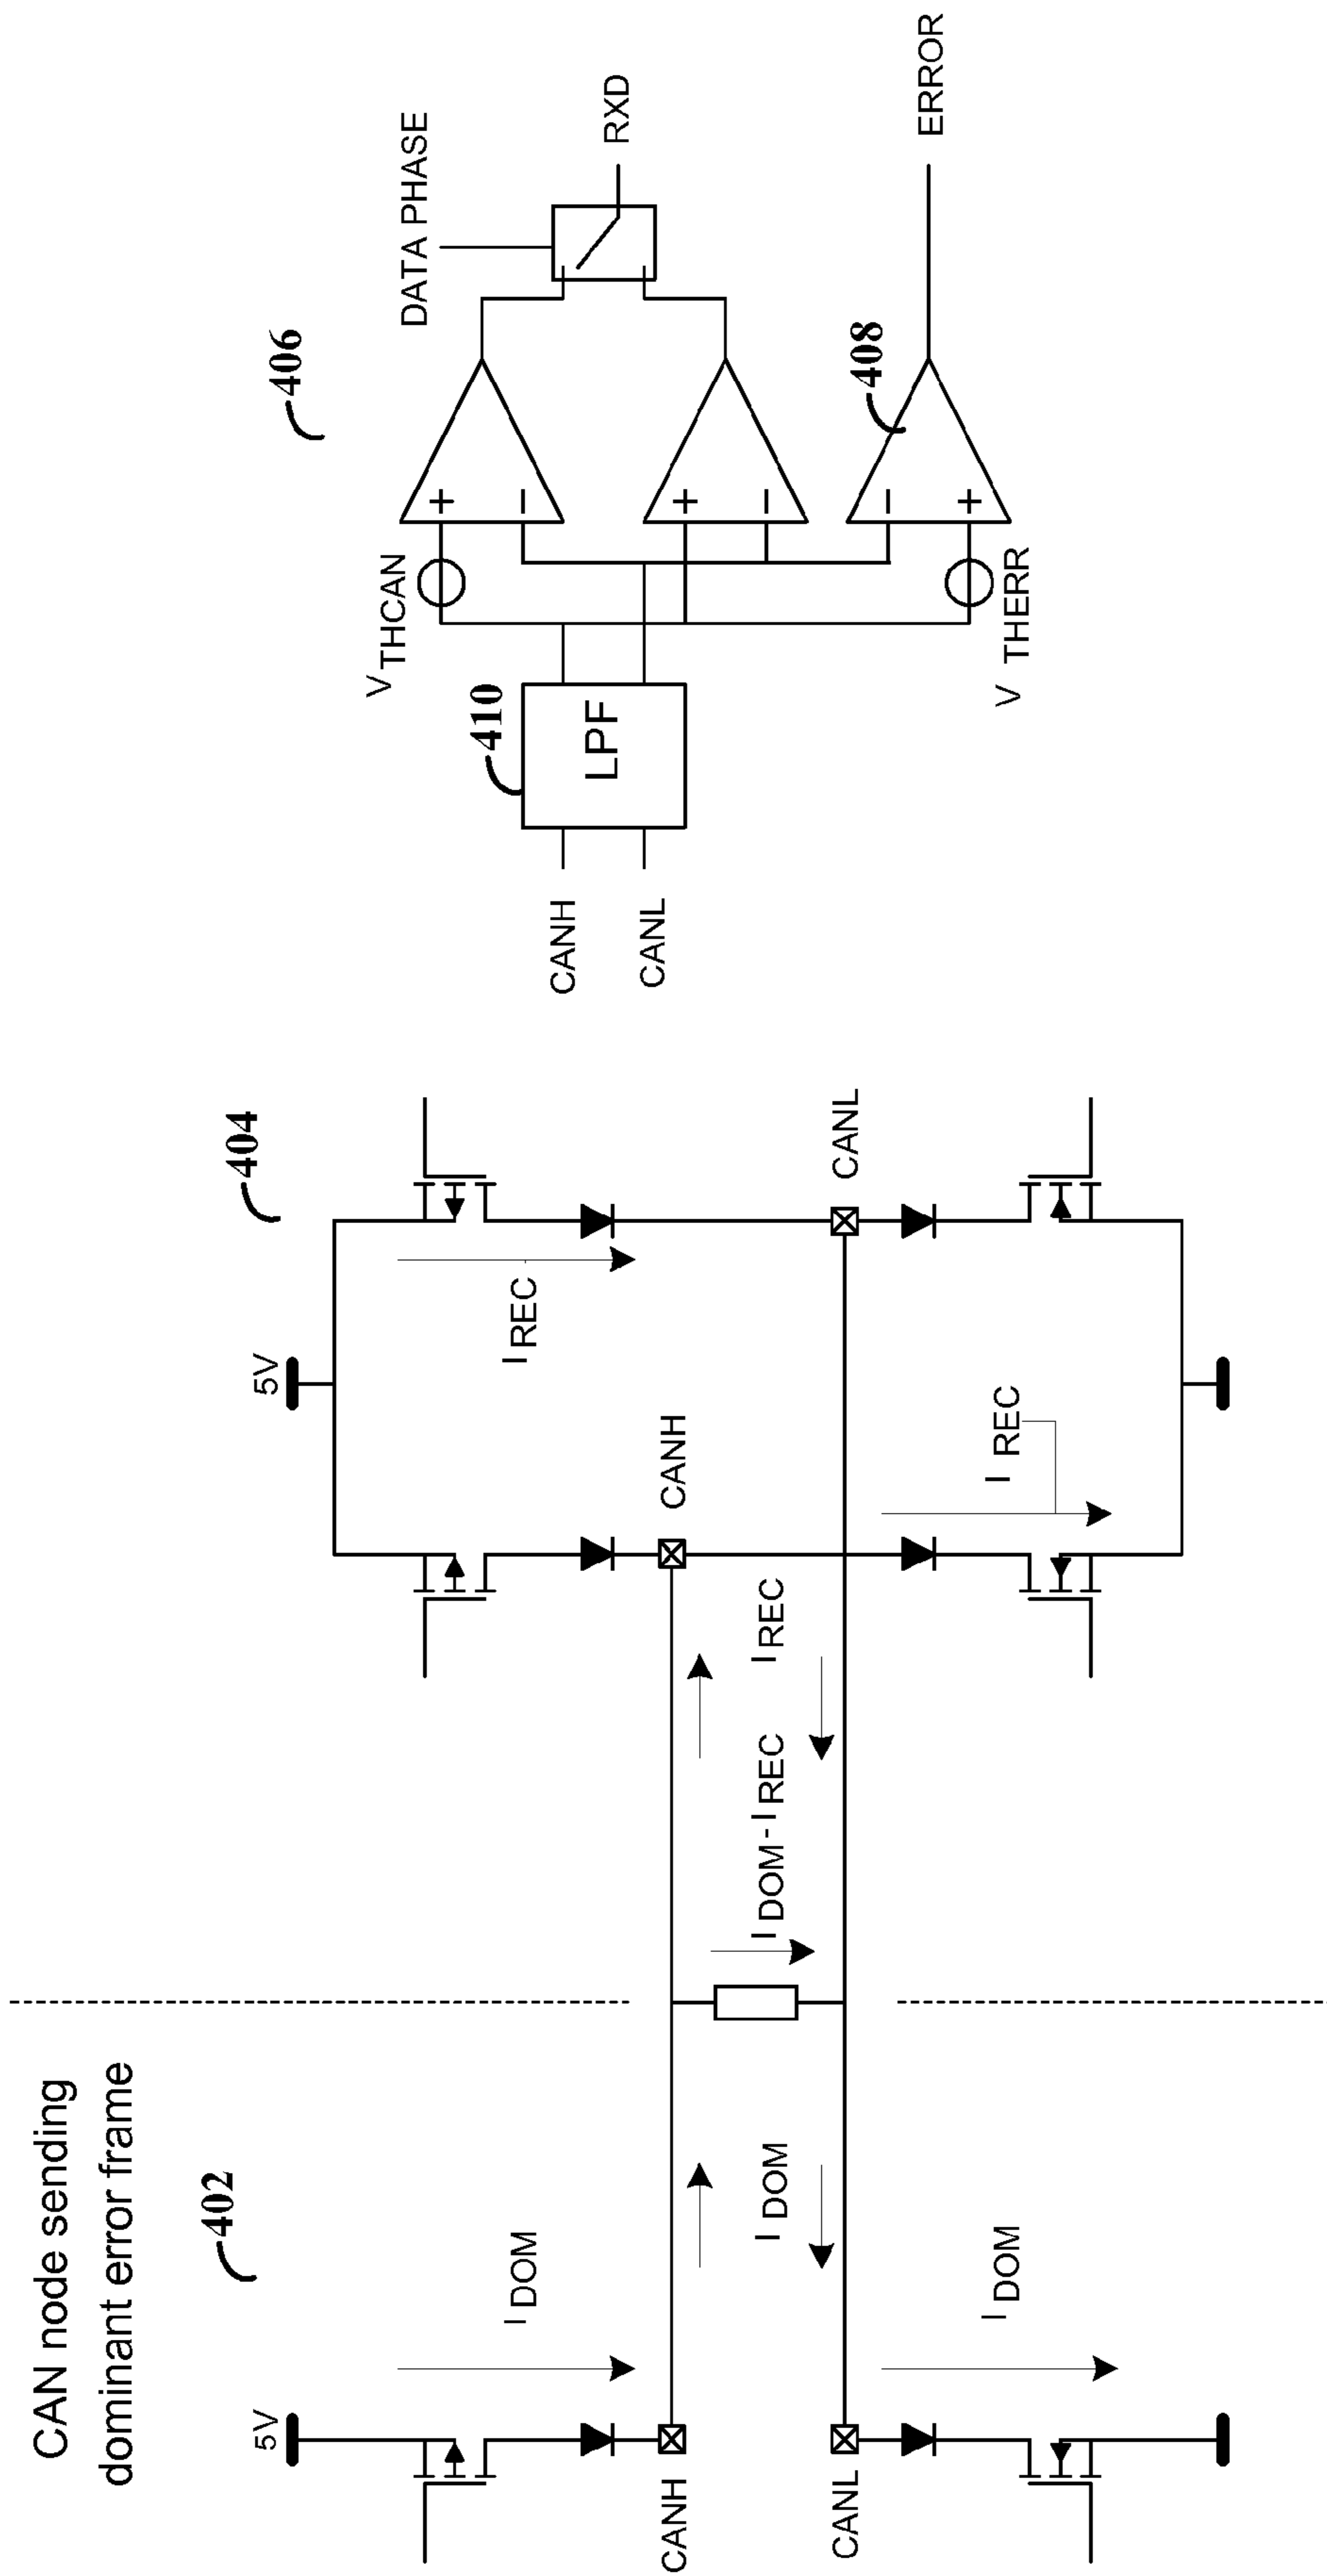 CAN node sending
dominant error frame
402
5V
I DOM
CANH
I DOM
CANL
I DOM
404
5V
I REC
CANH
I DOM - I REC
I REC
CANL
I REC
406
DATA PHASE
V THCAN
410
RXD
CANH
LPF
CANL
408
V THERR
ERROR